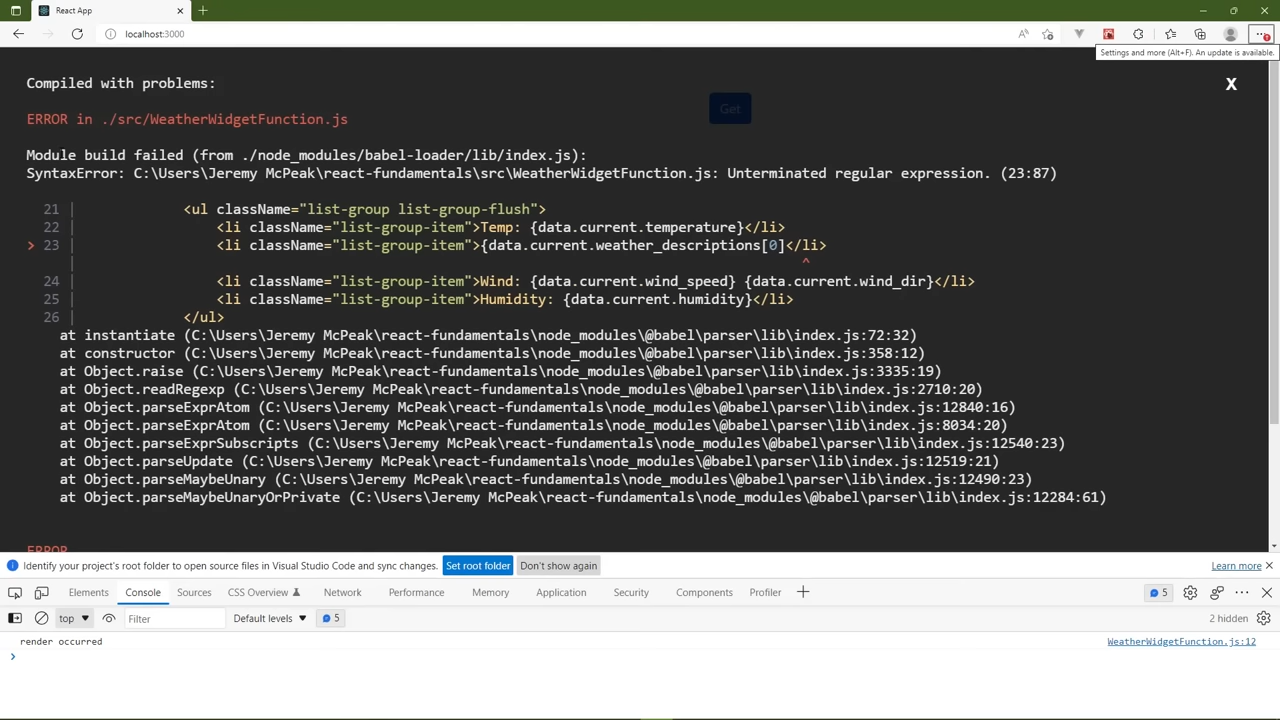 React App
localhost:3000
Settings and more (Alt+F). An update is available.
Compiled with problems:
X
Get
ERROR in ./src/WeatherWidgetFunction.js
Module build failed (from ./node_modules/babel-loader/lib/index.js):
SyntaxError: C:\Users\Jeremy McPeak\react-fundamentals\src\WeatherWidgetFunction.js: Unterminated regular expression. (23:87)
21 | <ul className="list-group list-group-flush">
22 | <li className="list-group-item">Temp: {data.current.temperature}</li>
> 23 | <li className="list-group-item">{data.current.weather_descriptions[0]</li>
| ^
24 | <li className="list-group-item">Wind: {data.current.wind_speed} {data.current.wind_dir}</li>
25 | <li className="list-group-item">Humidity: {data.current.humidity}</li>
26 | </ul>
at instantiate (C:\Users\Jeremy McPeak\react-fundamentals\node_modules\@babel\parser\lib\index.js:72:32)
at constructor (C:\Users\Jeremy McPeak\react-fundamentals\node_modules\@babel\parser\lib\index.js:358:12)
at Object.raise (C:\Users\Jeremy McPeak\react-fundamentals\node_modules\@babel\parser\lib\index.js:3335:19)
at Object.readRegexp (C:\Users\Jeremy McPeak\react-fundamentals\node_modules\@babel\parser\lib\index.js:2710:20)
at Object.parseExprAtom (C:\Users\Jeremy McPeak\react-fundamentals\node_modules\@babel\parser\lib\index.js:12840:16)
at Object.parseExprAtom (C:\Users\Jeremy McPeak\react-fundamentals\node_modules\@babel\parser\lib\index.js:8034:20)
at Object.parseExprSubscripts (C:\Users\Jeremy McPeak\react-fundamentals\node_modules\@babel\parser\lib\index.js:12540:23)
at Object.parseUpdate (C:\Users\Jeremy McPeak\react-fundamentals\node_modules\@babel\parser\lib\index.js:12519:21)
at Object.parseMaybeUnary (C:\Users\Jeremy McPeak\react-fundamentals\node_modules\@babel\parser\lib\index.js:12490:23)
at Object.parseMaybeUnaryOrPrivate (C:\Users\Jeremy McPeak\react-fundamentals\node_modules\@babel\parser\lib\index.js:12284:61)
ERROR
Identify your project's root folder to open source files in Visual Studio Code and sync changes. Set root folder Don't show again Learn more
Elements Console Sources CSS Overview Network Performance Memory Application Security Components Profiler 5
top Filter Default levels 5 2 hidden
render occurred WeatherWidgetFunction.js:12
>